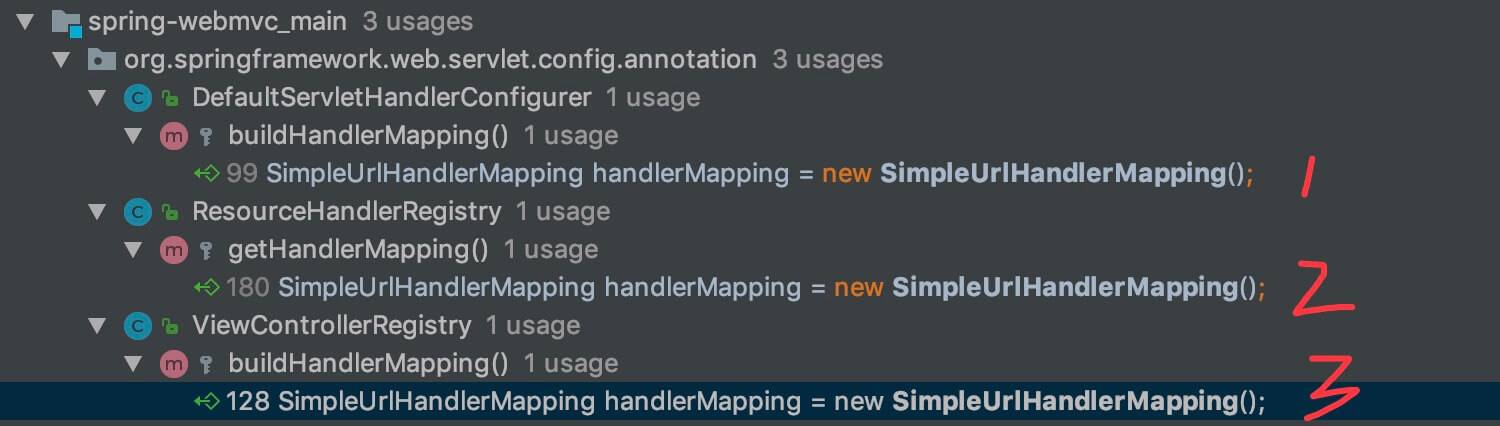 spring-webmvc_main 3 usages
org.springframework.web.servlet.config.annotation 3 usages
C DefaultServletHandlerConfigurer 1 usage
m buildHandlerMapping() 1 usage
99 SimpleUrlHandlerMapping handlerMapping = new SimpleUrlHandlerMapping(); 1
C ResourceHandlerRegistry 1 usage
m getHandlerMapping() 1 usage
180 SimpleUrlHandlerMapping handlerMapping = new SimpleUrlHandlerMapping(); 2
C ViewControllerRegistry 1 usage
m buildHandlerMapping() 1 usage
128 SimpleUrlHandlerMapping handlerMapping = new SimpleUrlHandlerMapping(); 3